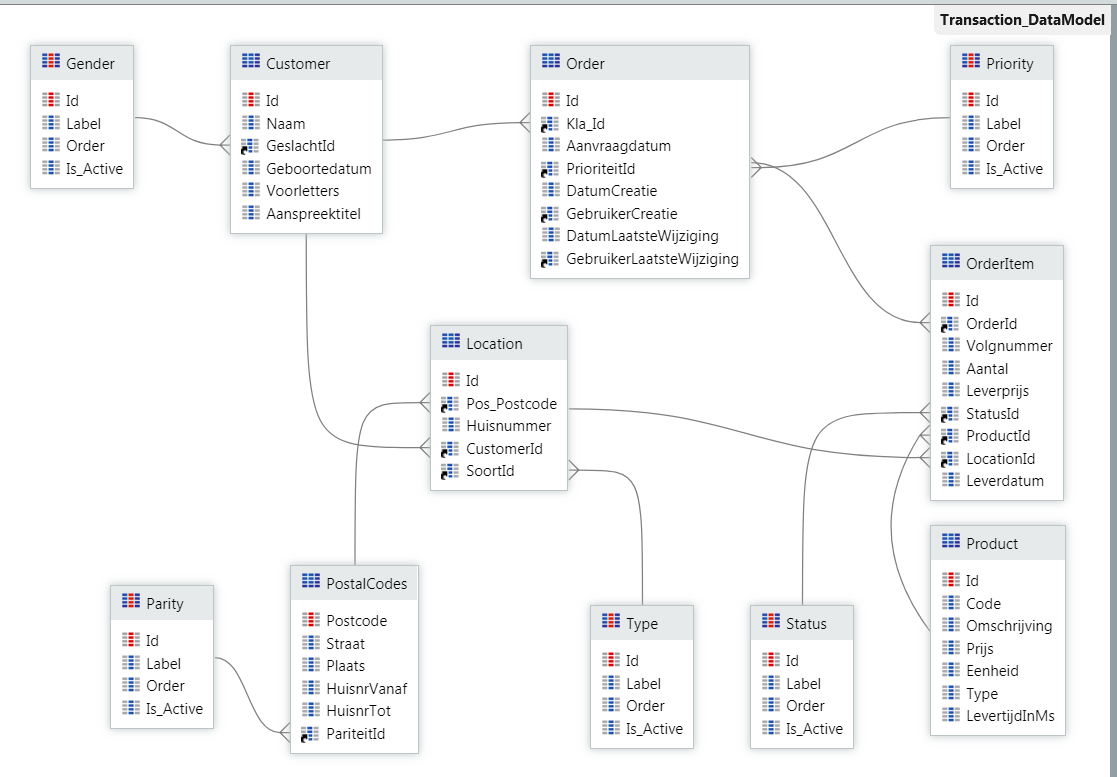 Transaction_DataModel
Gender
Id
Label
Order
Is_Active
Customer
Id
Naam
GeslachtId
Geboortedatum
Voorletters
Aanspreektitel
Order
Id
Kla_Id
Aanvraagdatum
PrioriteitId
DatumCreatie
GebruikerCreatie
DatumLaatsteWijziging
GebruikerLaatsteWijziging
Priority
Id
Label
Order
Is_Active
OrderItem
Id
OrderId
Volgnummer
Aantal
Leverprijs
StatusId
ProductId
LocationId
Leverdatum
Location
Id
Pos_Postcode
Huisnummer
CustomerId
SoortId
Parity
Id
Label
Order
Is_Active
PostalCodes
Postcode
Straat
Plaats
HuisnrVanaf
HuisnrTot
PariteitId
Type
Id
Label
Order
Is_Active
Status
Id
Label
Order
Is_Active
Product
Id
Code
Omschrijving
Prijs
Eenheid
Type
LevertijdInMs